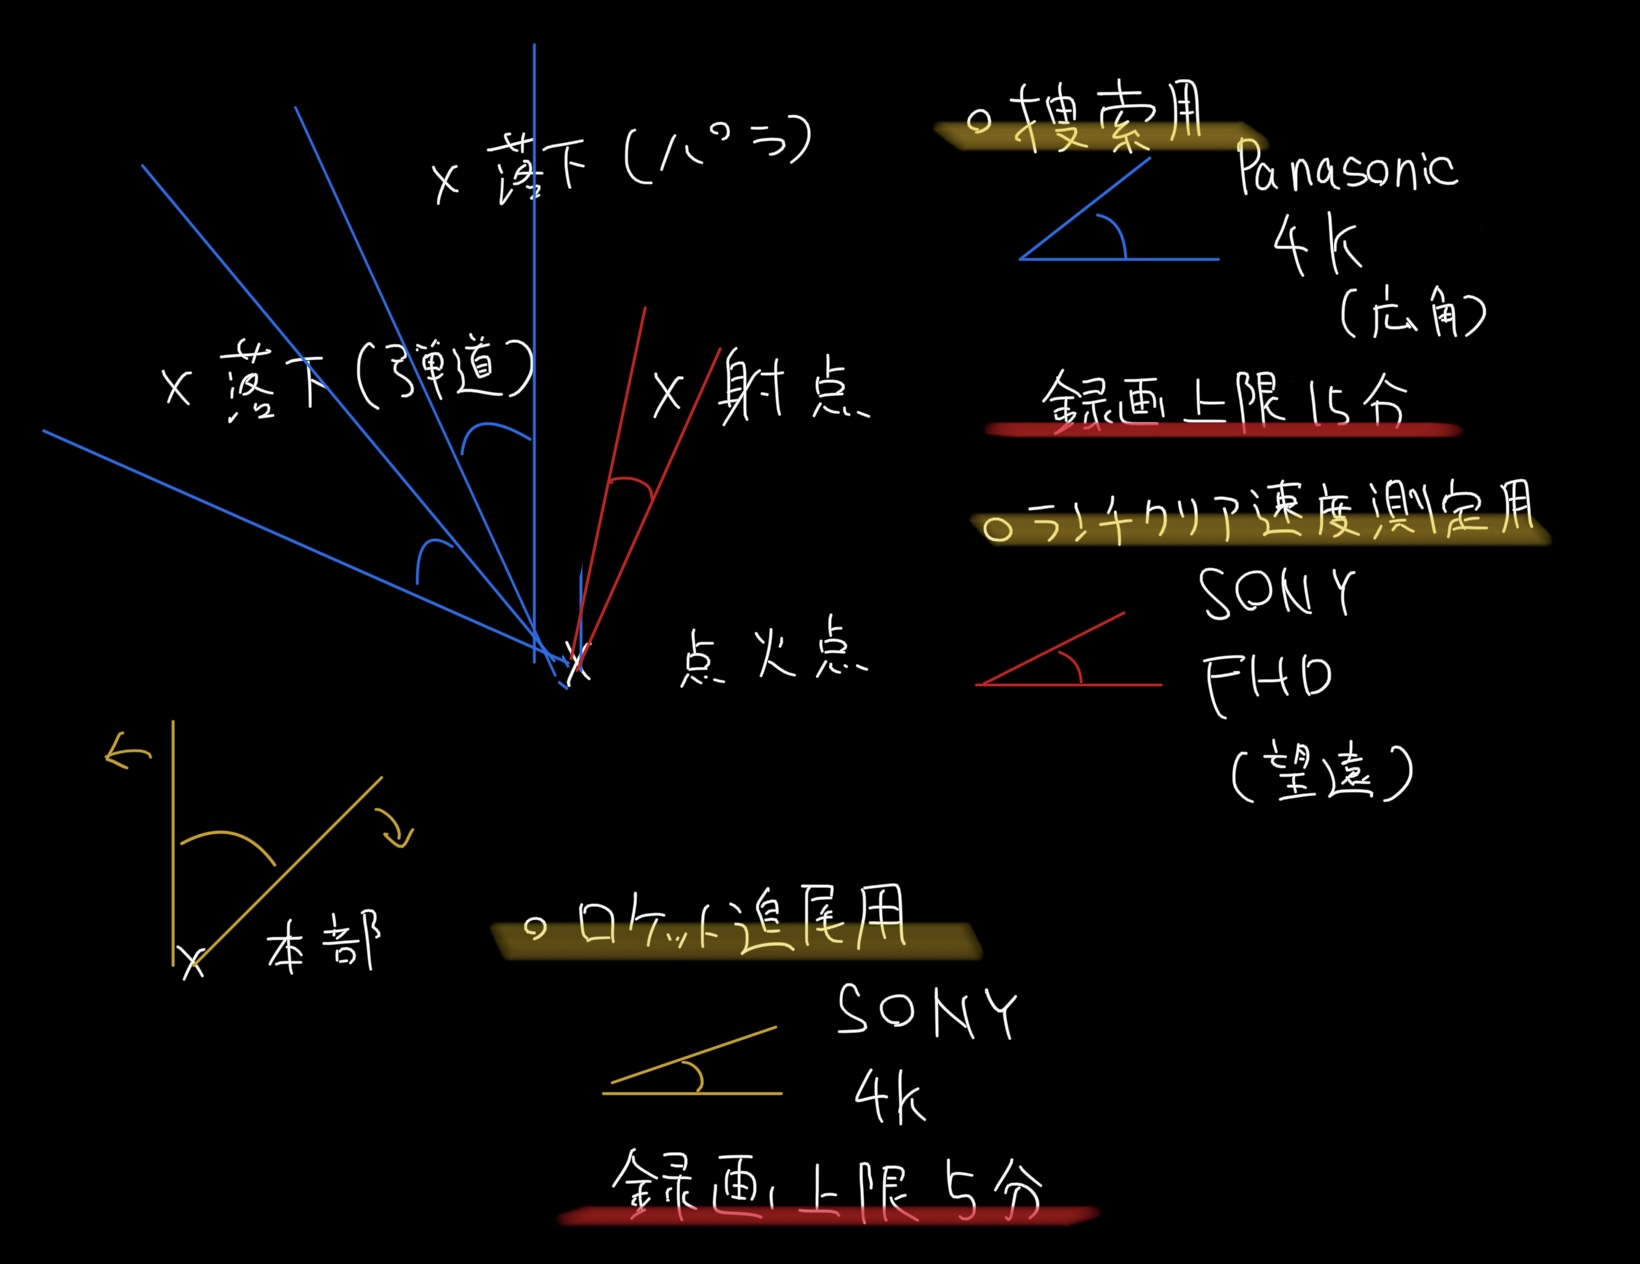 × 落下(パラ)
× 落下(弾道)
× 射点
× 点火点
× 本部
○ 捜索用
Panasonic
4K
(広角)
録画上限15分
○ ランチクリア速度測定用
SONY
FHD
(望遠)
○ ロケット追尾用
SONY
4K
録画上限5分